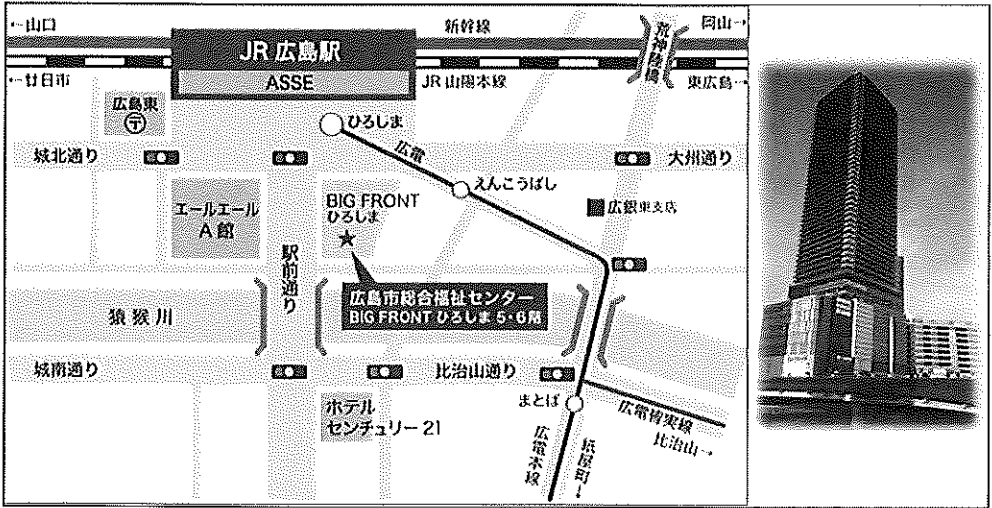 ←山口
新幹線
岡山→
JR 広島駅
荒神陸橋
←廿日市
ASSE
JR 山陽本線
東広島→
広島東
〒
ひろしま
広電
城北通り
大州通り
えんこうばし
エールエール
A 館
BIG FRONT
ひろしま
広銀東支店
駅前通り
広島市総合福祉センター
BIG FRONT ひろしま 5・6階
猿猴川
城南通り
比治山通り
まとば
ホテル
センチュリー 21
広電皆実線
比治山→
広電本線
紙屋町→